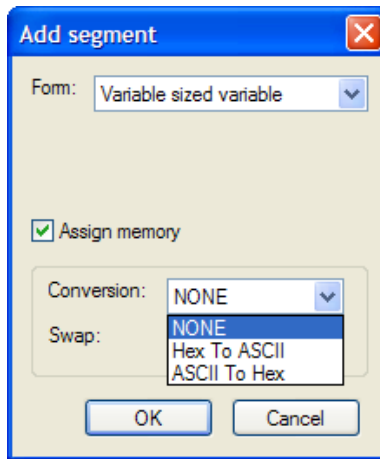 Add segment
Form: Variable sized variable
Assign memory
Conversion: NONE
NONE
Swap:
Hex To ASCII
ASCII To Hex
OK Cancel